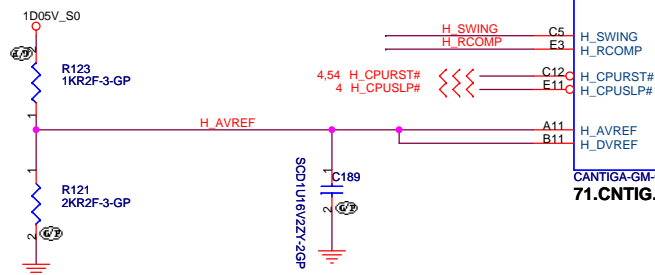 1D05V_S0
G/P
2
R123
1KR2F-3-GP
1
H_SWING
C5
H_SWING
H_RCOMP
E3
H_RCOMP
4,54 H_CPURST#
C12
H_CPURST#
4 H_CPUSLP#
E11
H_CPUSLP#
H_AVREF
A11
H_AVREF
B11
H_DVREF
1
R121
2KR2F-3-GP
2
G/P
SCD1U16V2ZY-2GP
1
C189
2
G/P
CANTIGA-GM-
71.CNTIG.